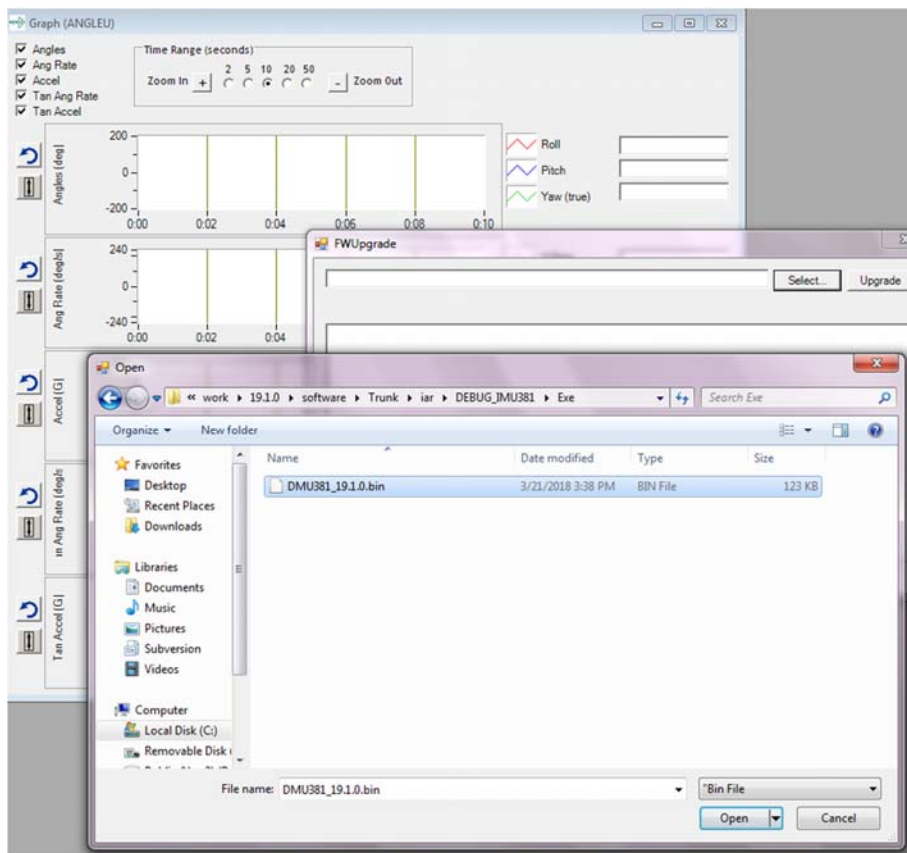 Graph (ANGLEU)
Angles
Ang Rate
Accel
Tan Ang Rate
Tan Accel
Time Range (seconds)
2 5 10 20 50
Zoom In + - Zoom Out
Angles (deg)
200
0
-200
0:00 0:02 0:04 0:06 0:08 0:10
Roll
Pitch
Yaw (true)
Ang Rate (deg/s)
240
0
-240
0:00 0:02 0:04
Accel (G)
Tan Accel (G)
FWUpgrade
Select... Upgrade
Open
« work 19.1.0 software Trunk iar DEBUG_IMU381 Exe
Search Exe
Organize New folder
Favorites
Desktop
Recent Places
Downloads
Libraries
Documents
Music
Pictures
Subversion
Videos
Computer
Local Disk (C:)
Removable Disk
Name Date modified Type Size
DMU381_19.1.0.bin 3/21/2018 3:38 PM BIN File 123 KB
File name: DMU381_19.1.0.bin
"Bin File
Open Cancel